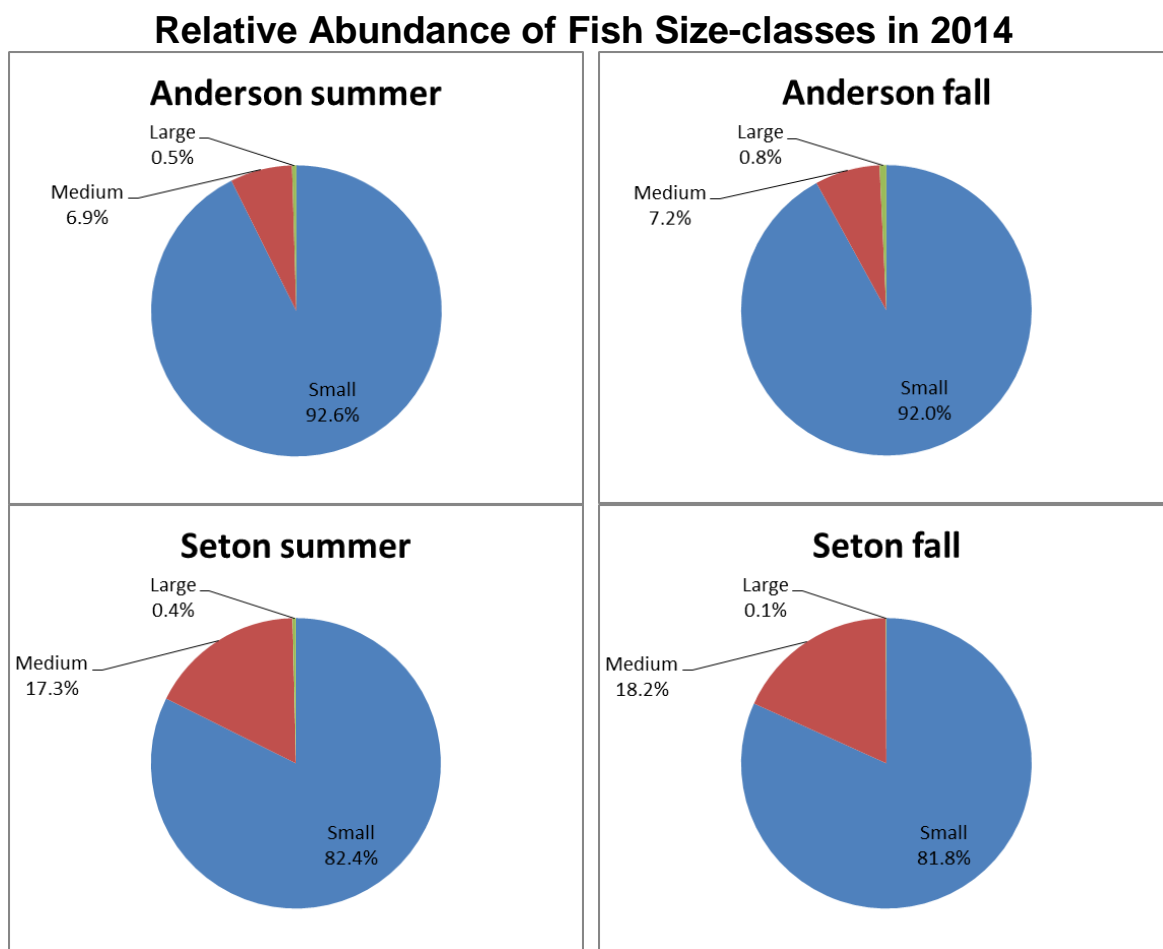 Relative Abundance of Fish Size-classes in 2014
Anderson summer
Large
0.5%
Medium
6.9%
Small
92.6%
Anderson fall
Large
0.8%
Medium
7.2%
Small
92.0%
Seton summer
Large
0.4%
Medium
17.3%
Small
82.4%
Seton fall
Large
0.1%
Medium
18.2%
Small
81.8%